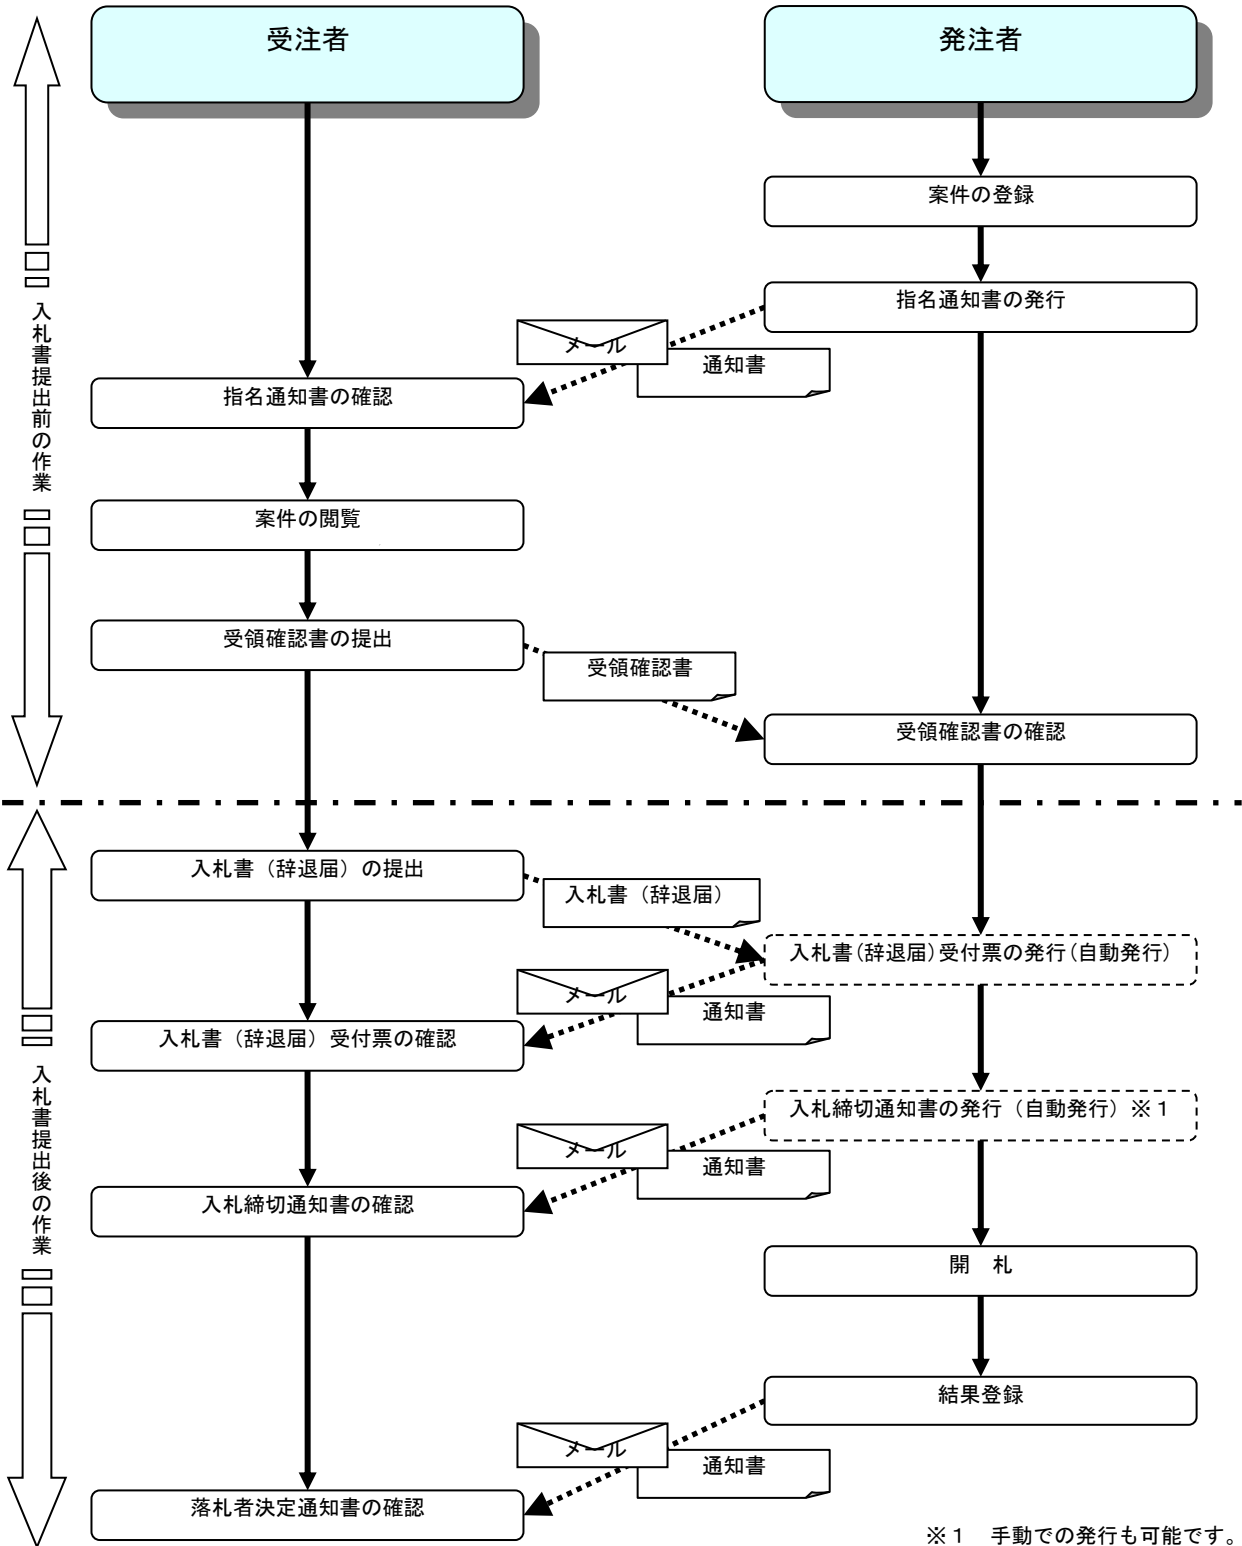 受注者
発注者
案件の登録
指名通知書の発行
メール
通知書
指名通知書の確認
入札書提出前の作業
案件の閲覧
受領確認書の提出
受領確認書
受領確認書の確認
入札書（辞退届）の提出
入札書（辞退届）
入札書(辞退届)受付票の発行(自動発行)
メール
通知書
入札書（辞退届）受付票の確認
入札書提出後の作業
入札締切通知書の発行（自動発行）※１
メール
通知書
入札締切通知書の確認
開　札
結果登録
メール
通知書
落札者決定通知書の確認
※１　手動での発行も可能です。